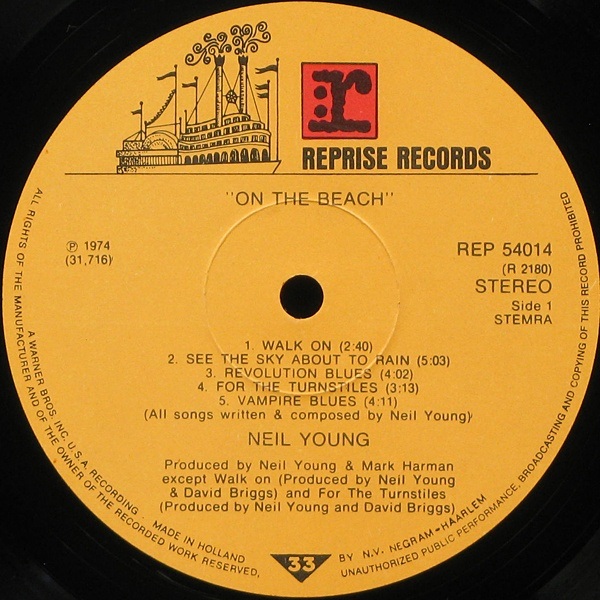 r
REPRISE RECORDS
"ON THE BEACH"
℗ 1974
(31,716)
REP 54014
(R 2180)
STEREO
Side 1
STEMRA
1. WALK ON (2:40)
2. SEE THE SKY ABOUT TO RAIN (5:03)
3. REVOLUTION BLUES (4:02)
4. FOR THE TURNSTILES (3:13)
5. VAMPIRE BLUES (4:11)
(All songs written & composed by Neil Young)
NEIL YOUNG
Produced by Neil Young & Mark Harman
except Walk on (Produced by Neil Young
& David Briggs) and For The Turnstiles
(Produced by Neil Young and David Briggs)
ALL RIGHTS OF THE MANUFACTURER AND OF THE OWNER OF THE RECORDED WORK RESERVED,
A WARNER BROS. INC. U.S.A. RECORDING - MADE IN HOLLAND
33
BY N.V. NEGRAM-HAARLEM
UNAUTHORIZED PUBLIC PERFORMANCE, BROADCASTING AND COPYING OF THIS RECORD PROHIBITED